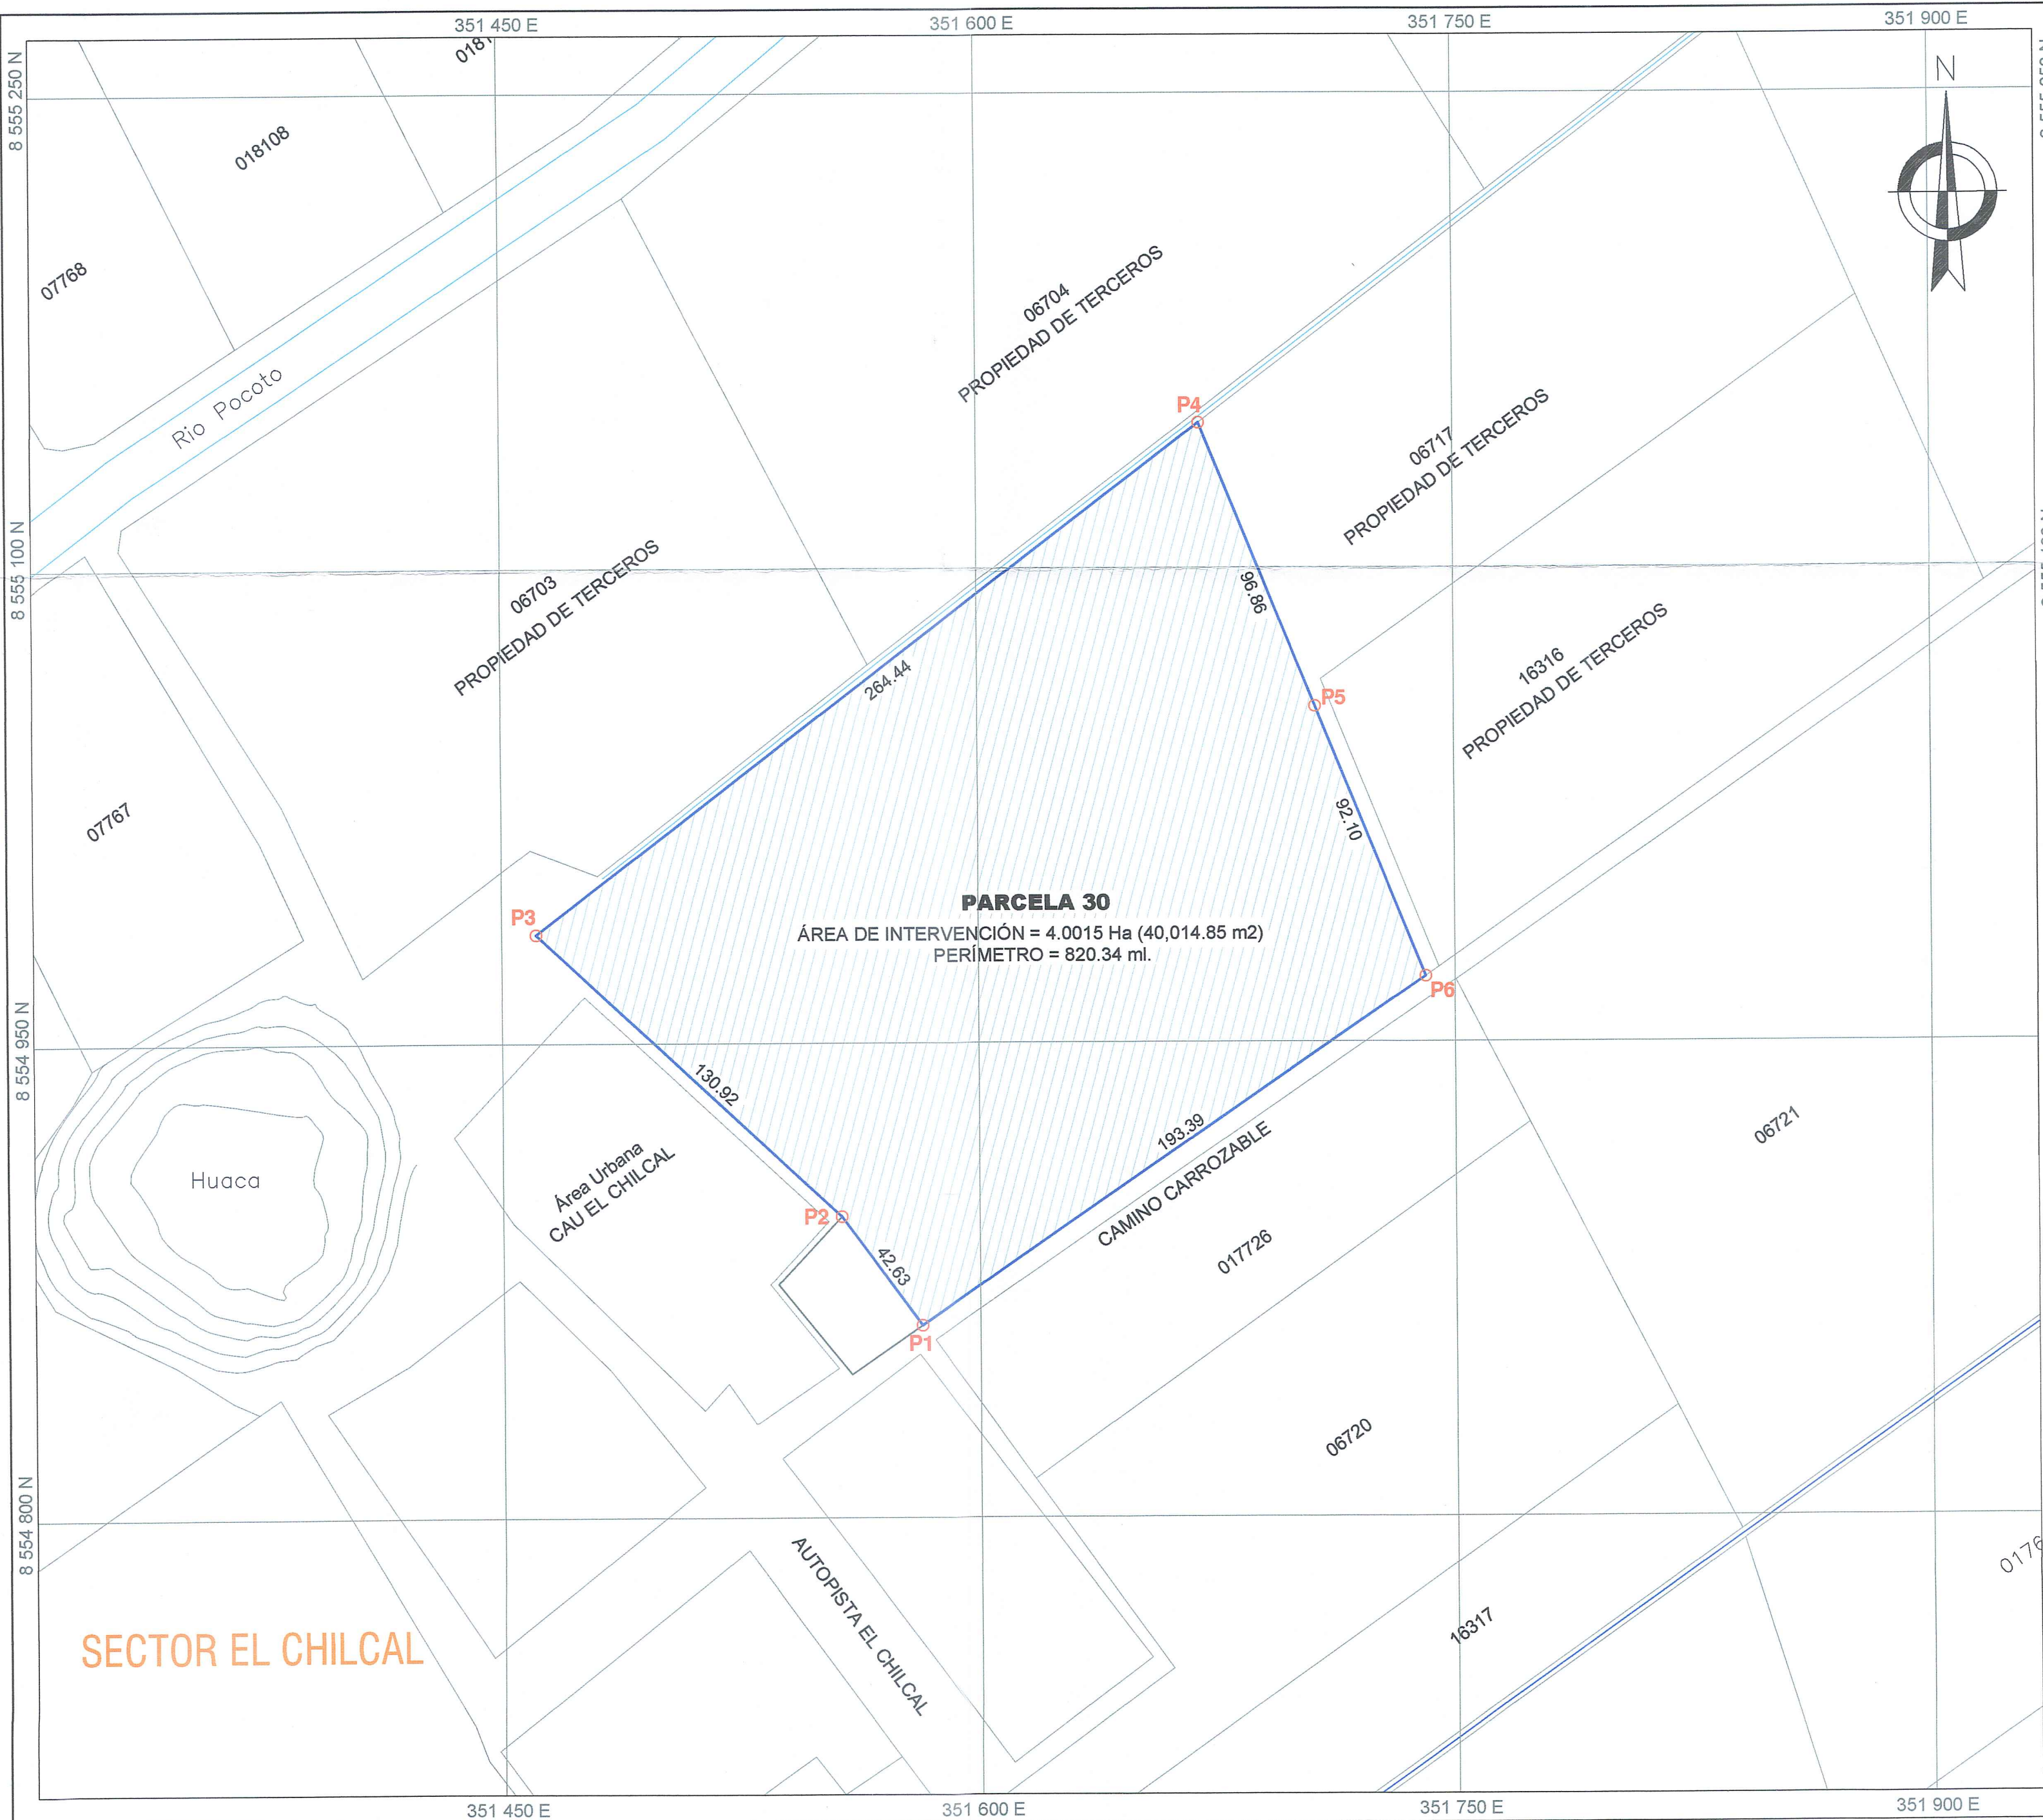 351 450 E
351 600 E
351 750 E
351 900 E
8 555 250 N
018108
N
07768
06704
PROPIEDAD DE TERCEROS
Rio Pocoto
P4
06717
PROPIEDAD DE TERCEROS
8 555 100 N
06703
PROPIEDAD DE TERCEROS
96.86
16316
PROPIEDAD DE TERCEROS
264.44
P5
07767
92.10
PARCELA 30
P3
ÁREA DE INTERVENCIÓN = 4.0015 Ha (40,014.85 m2)
PERÍMETRO = 820.34 ml.
P6
8 554 950 N
130.92
193.39
06721
Huaca
Área Urbana
CAU EL CHILCAL
CAMINO CARROZABLE
P2
017726
42.63
P1
06720
8 554 800 N
AUTOPISTA EL CHILCAL
SECTOR EL CHILCAL
16317
351 450 E
351 600 E
351 750 E
351 900 E